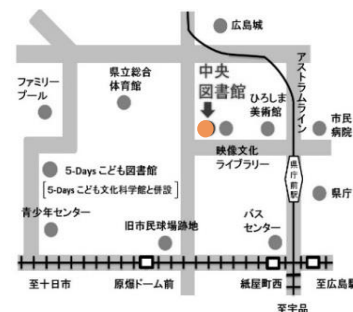 広島城
アストラムライン
県立総合
体育館
中央
図書館
ファミリー
プール
ひろしま
美術館
市民
病院
映像文化
ライブラリー
県庁前駅
5-Daysこども図書館
[5-Daysこども文化科学館と併設]
県庁
青少年センター
旧市民球場跡地
バス
センター
至十日市
原爆ドーム前
紙屋町西
至広島駅
至宇品